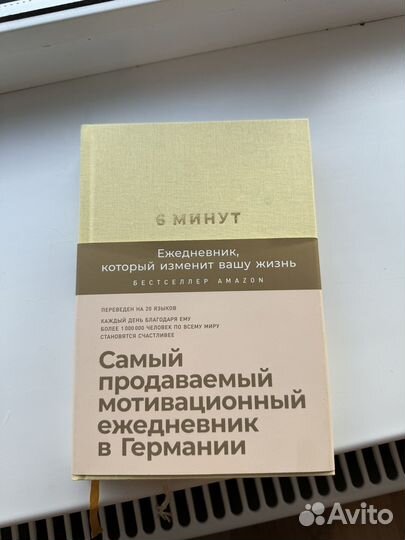 6 МИНУТ
Ежедневник,
который изменит вашу жизнь
БЕСТСЕЛЛЕР AMAZON
ПЕРЕВЕДЕН НА 20 ЯЗЫКОВ
КАЖДЫЙ ДЕНЬ БЛАГОДАРЯ ЕМУ
БОЛЕЕ 1 000 000 ЧЕЛОВЕК ПО ВСЕМУ МИРУ
СТАНОВЯТСЯ СЧАСТЛИВЕЕ
Самый
продаваемый
мотивационный
ежедневник
в Германии
Avito